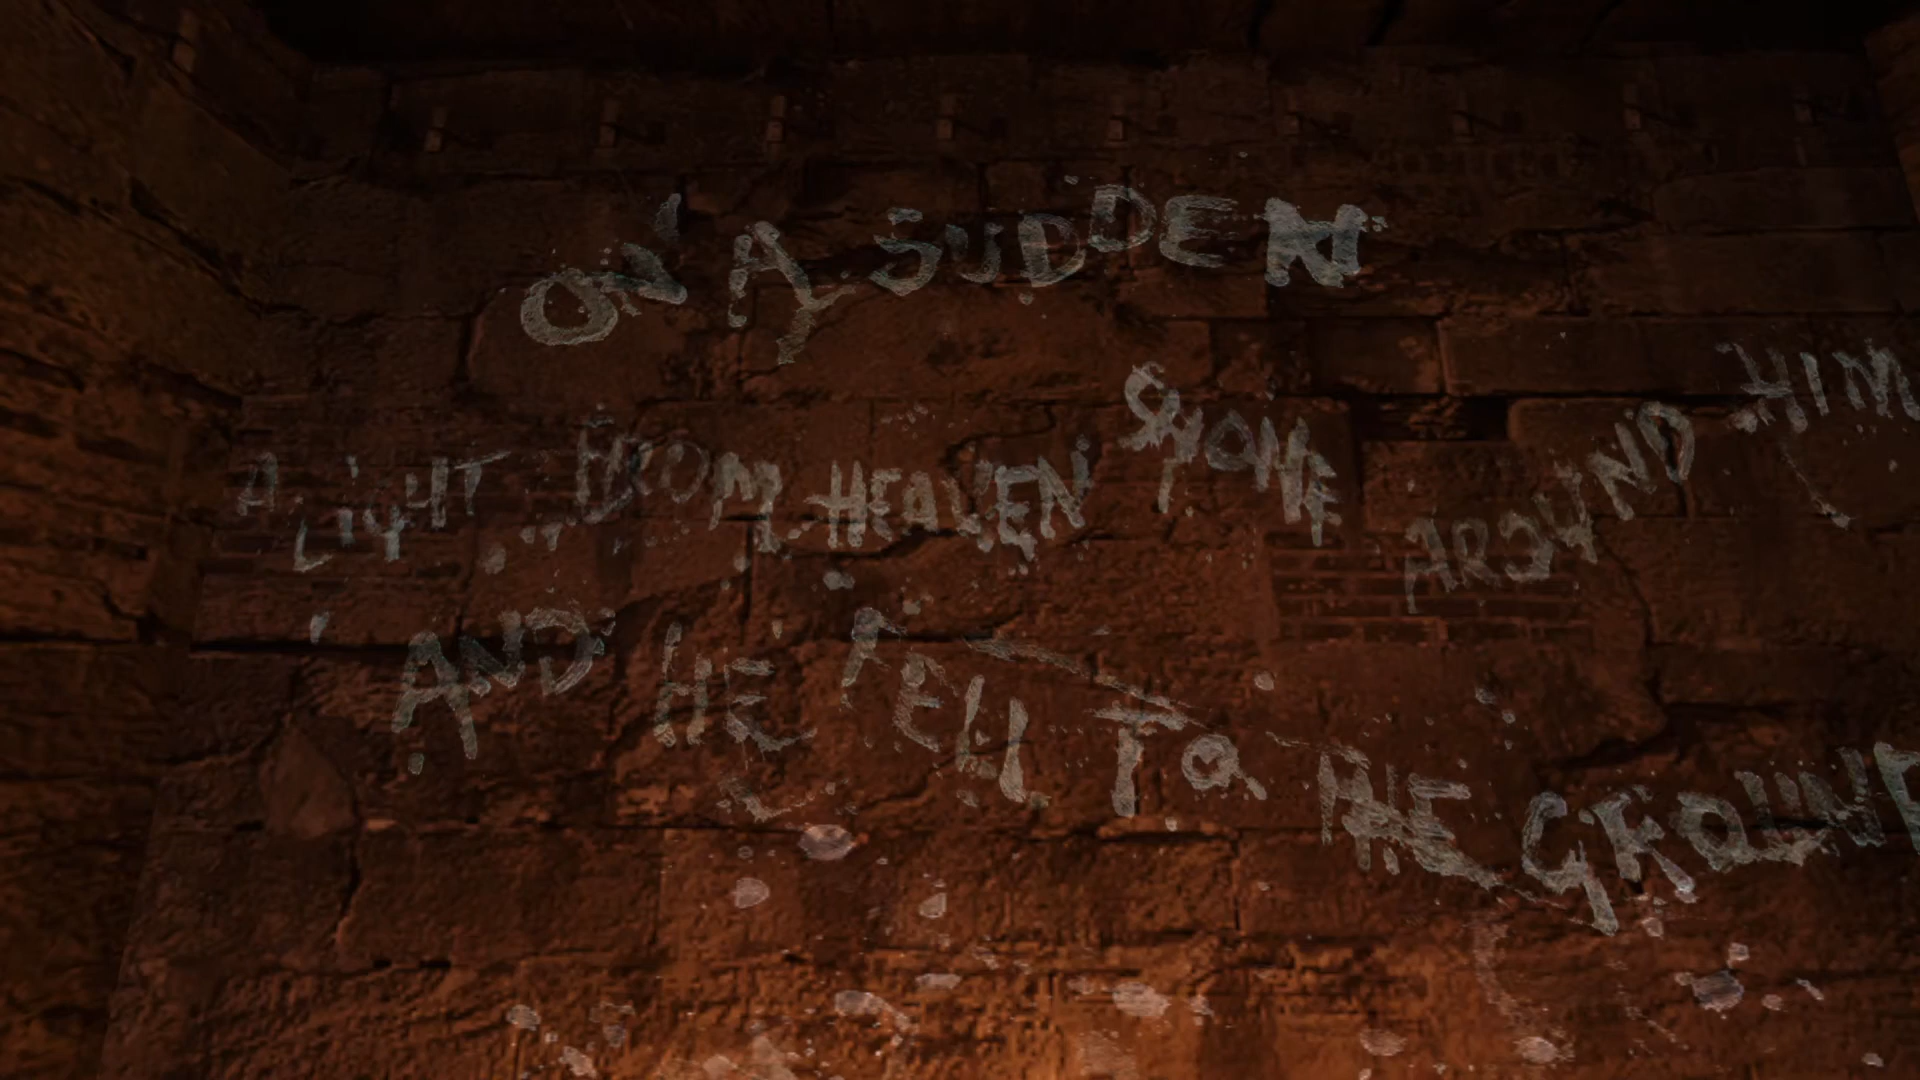 ON A SUDDEN
A LIGHT FROM HEAVEN SHONE AROUND HIM
AND HE FELL TO THE GROUND